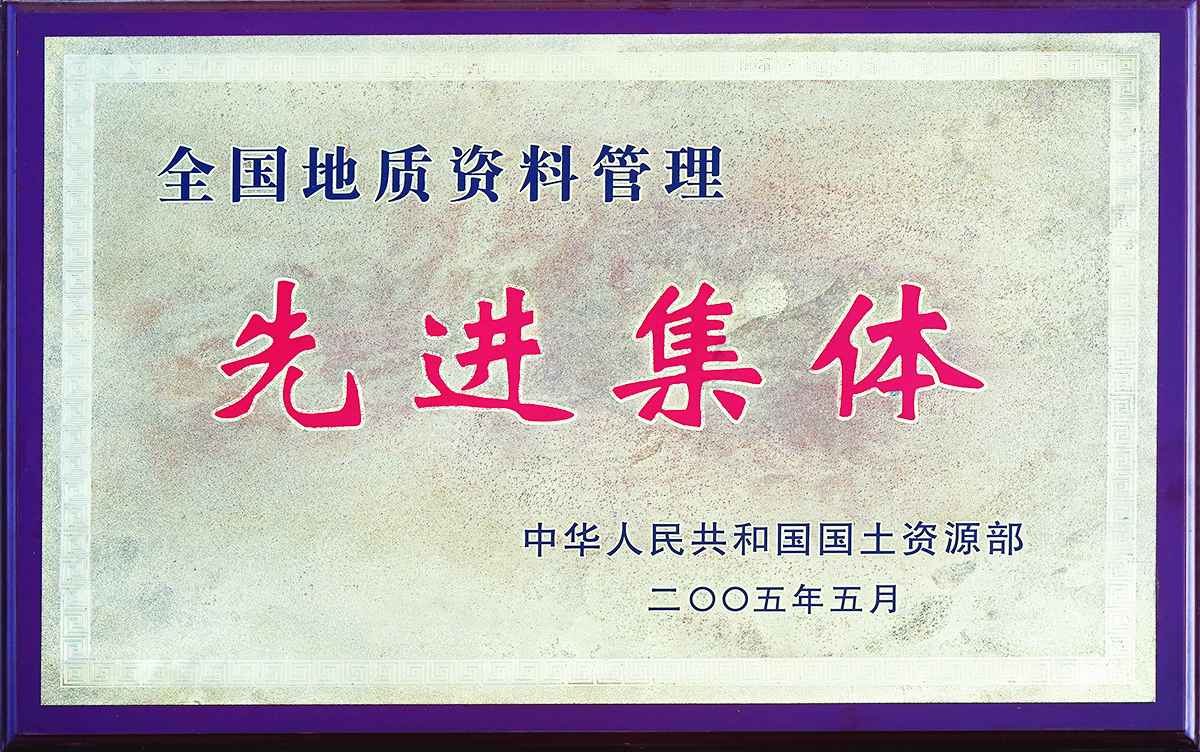 全国地质资料管理
先进集体
中华人民共和国国土资源部
二〇〇五年五月